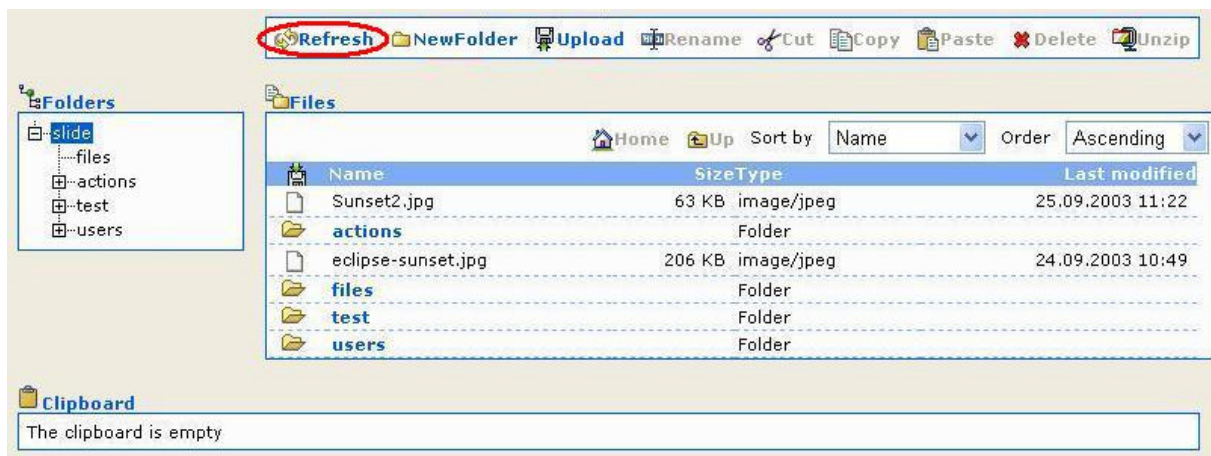 Refresh NewFolder Upload Rename Cut Copy Paste Delete Unzip
Folders
slide
files
actions
test
users
Files
Home Up Sort by Name Order Ascending
Name Size Type Last modified
Sunset2.jpg 63 KB image/jpeg 25.09.2003 11:22
actions Folder
eclipse-sunset.jpg 206 KB image/jpeg 24.09.2003 10:49
files Folder
test Folder
users Folder
Clipboard
The clipboard is empty